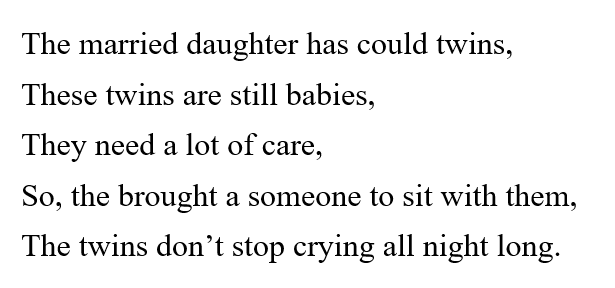 The married daughter has could twins,
These twins are still babies,
They need a lot of care,
So, the brought a someone to sit with them,
The twins don’t stop crying all night long.